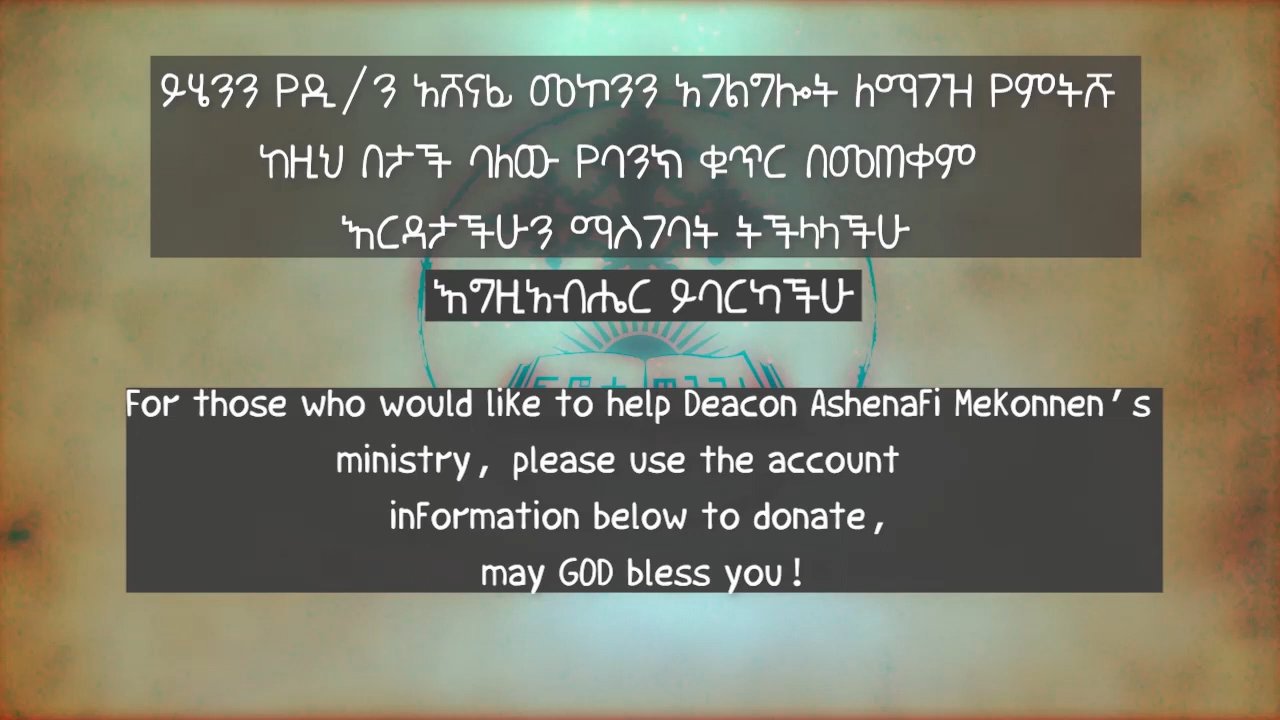 ይሄንን የዲ/ን አሸናፊ መኮንን አገልግሎት ለማገዝ የምትሹ
ከዚህ በታች ባለው የባንክ ቁጥር በመጠቀም
እርዳታችሁን ማስገባት ትችላላችሁ
እግዚአብሔር ይባርካችሁ
For those who would like to help Deacon Ashenafi Mekonnen's
ministry, please use the account
information below to donate,
may GOD bless you!